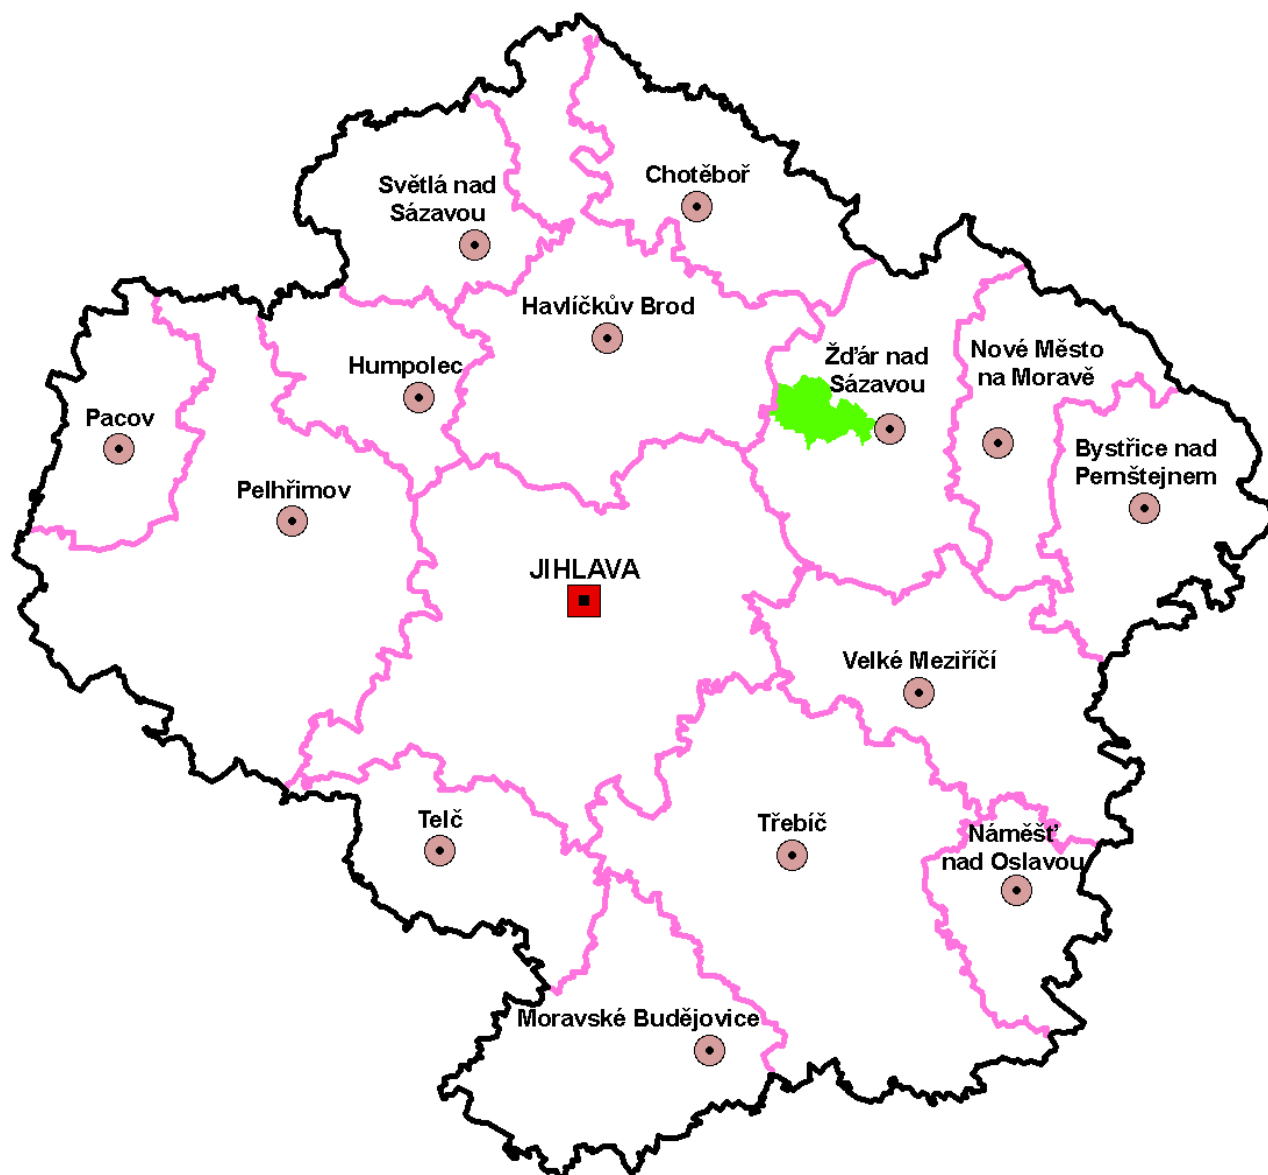 Chotěboř
Světlá nad
Sázavou
Havlíčkův Brod
Humpolec
Žďár nad
Sázavou
Nové Město
na Moravě
Pacov
Bystřice nad
Pernštejnem
Pelhřimov
JIHLAVA
Velké Meziříčí
Telč
Třebíč
Náměšť
nad Oslavou
Moravské Budějovice